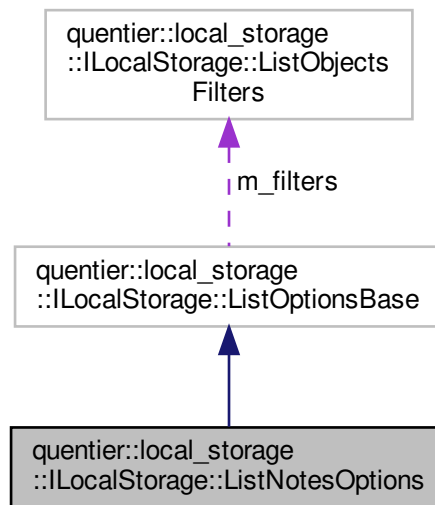 quentier::local_storage
::ILocalStorage::ListObjects
Filters
m_filters
quentier::local_storage
::ILocalStorage::ListOptionsBase
quentier::local_storage
::ILocalStorage::ListNotesOptions